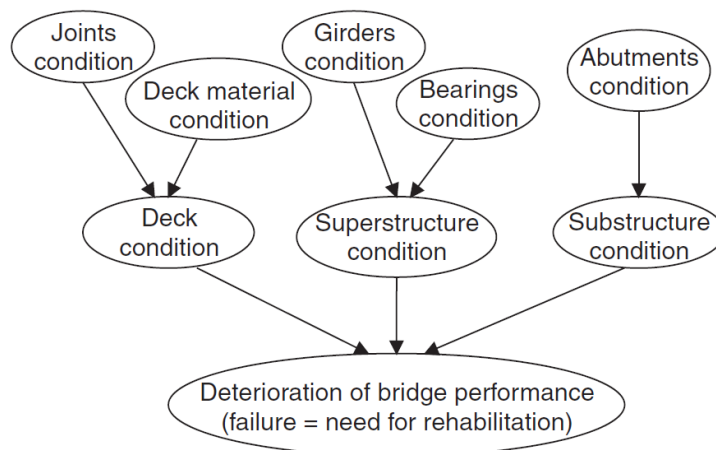 Joints
condition
Deck material
condition
Girders
condition
Bearings
condition
Abutments
condition
Deck
condition
Superstructure
condition
Substructure
condition
Deterioration of bridge performance
(failure = need for rehabilitation)